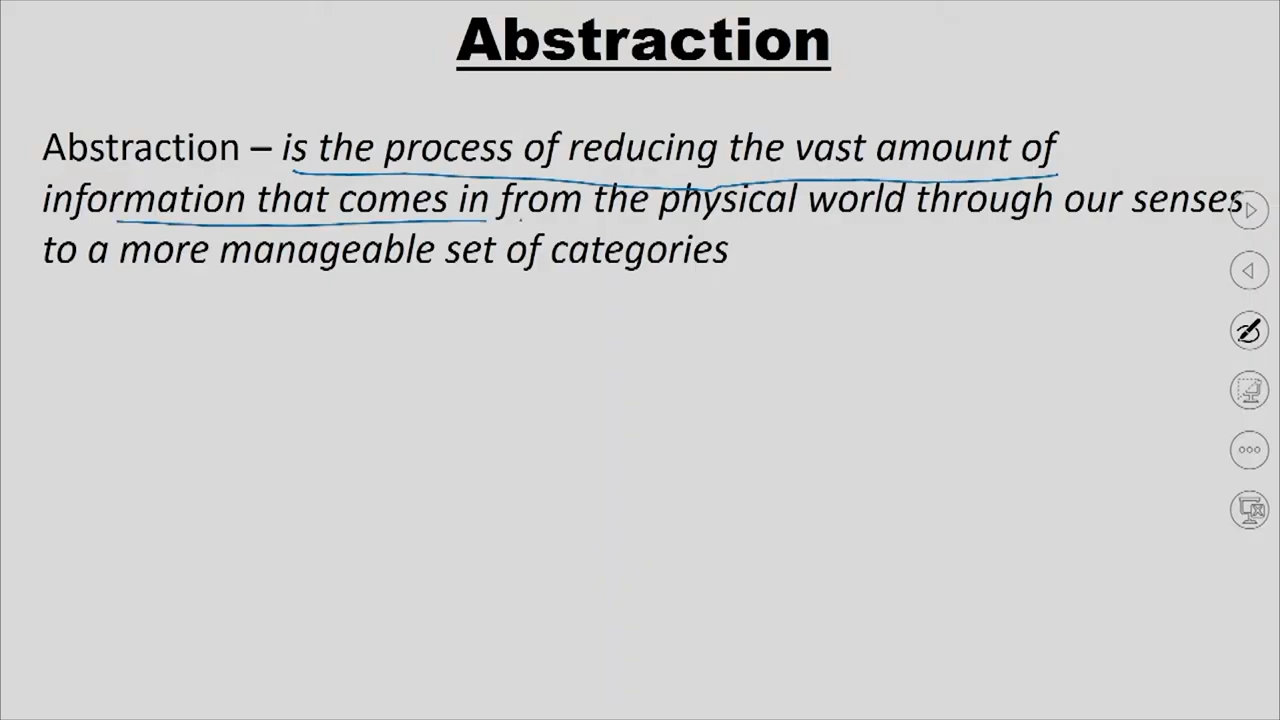 Abstraction
Abstraction – is the process of reducing the vast amount of
information that comes in from the physical world through our senses
to a more manageable set of categories